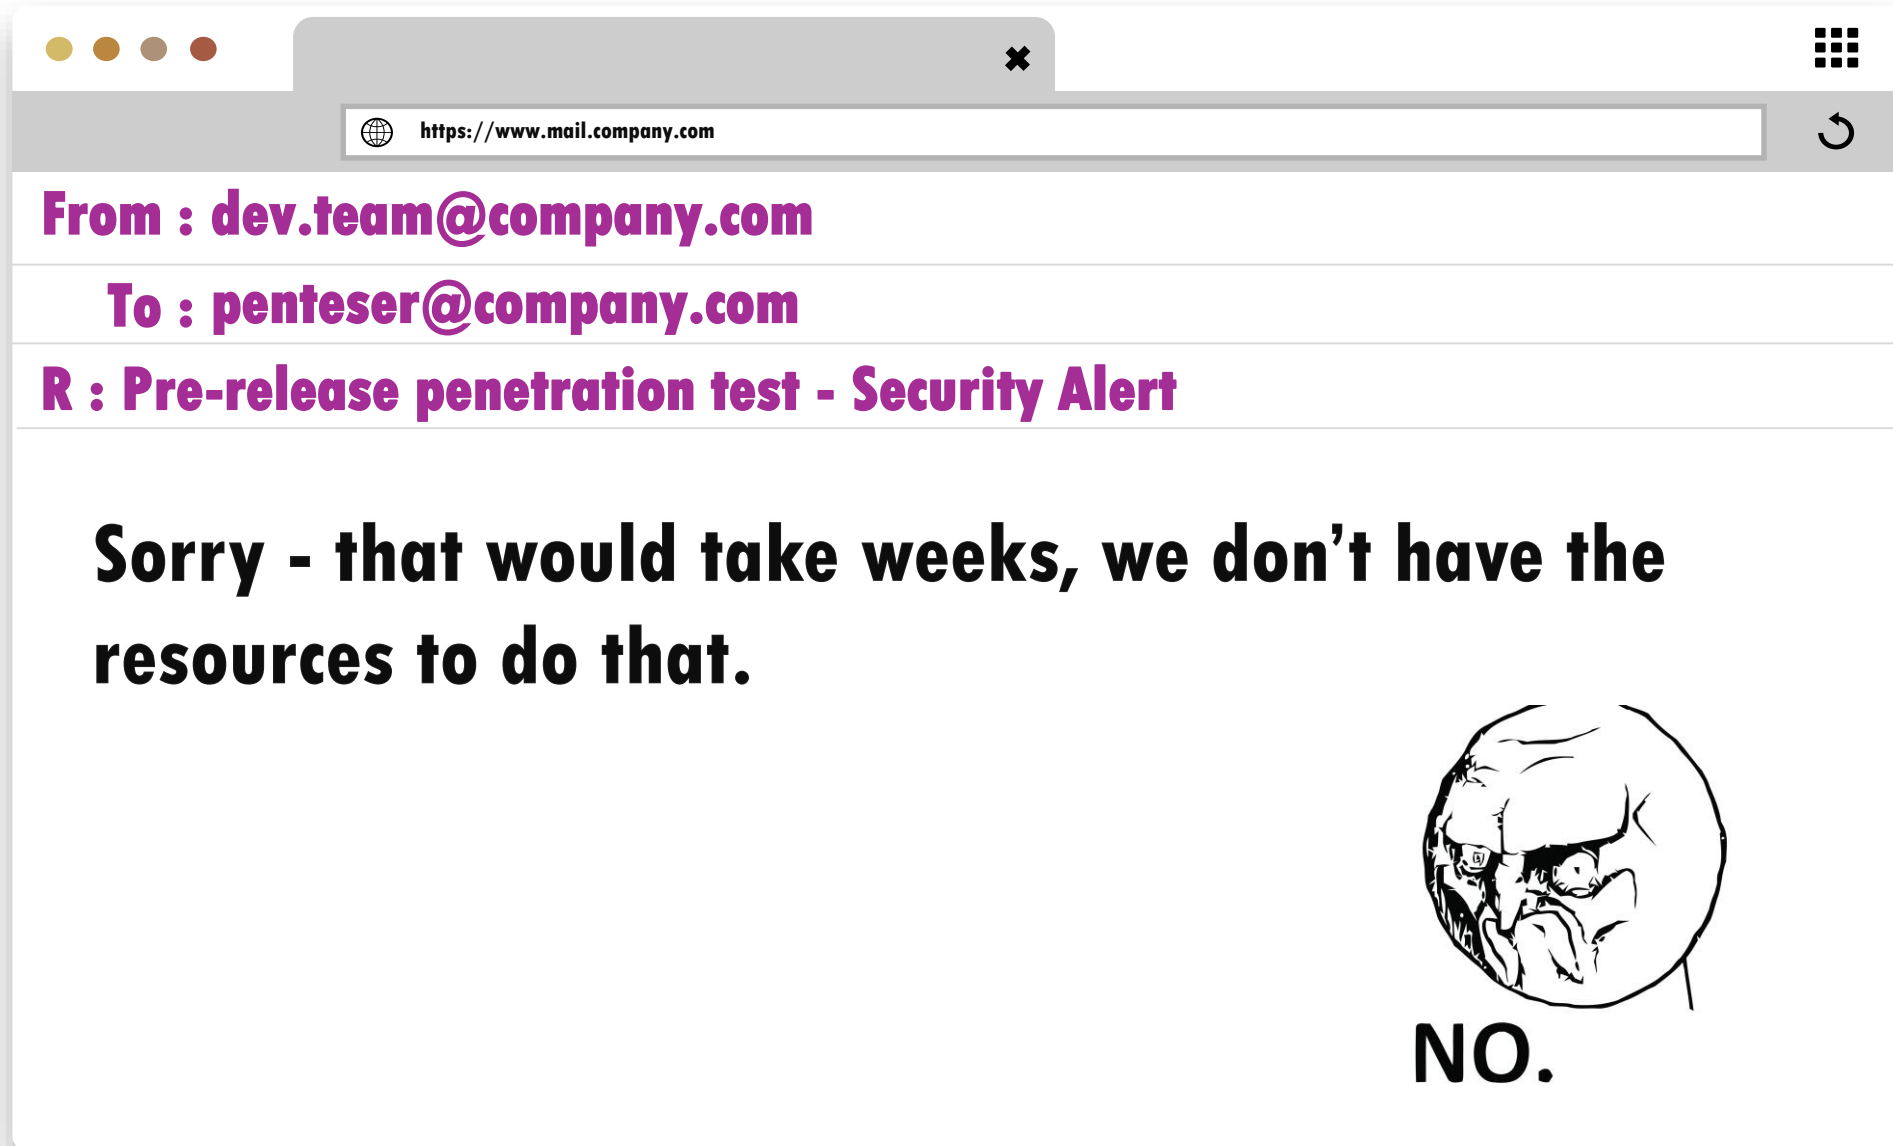 https://www.mail.company.com
From : dev.team@company.com
To : penteser@company.com
R : Pre-release penetration test - Security Alert
Sorry - that would take weeks, we don’t have the
resources to do that.
NO.